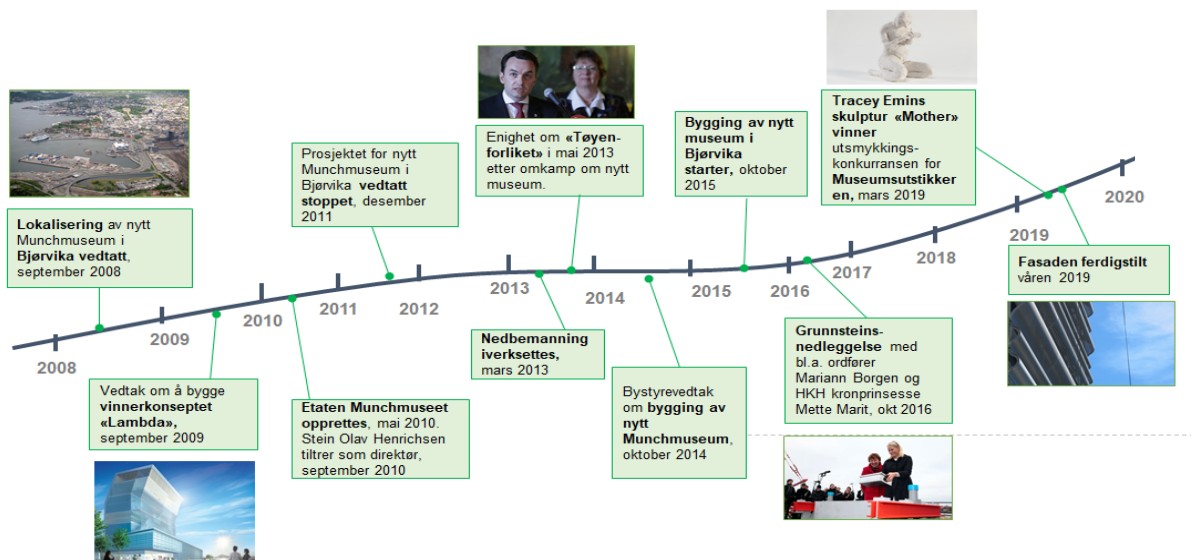 Lokalisering av nytt
Munchmuseum i
Bjørvika vedtatt,
september 2008
Vedtak om å bygge
vinnerkonseptet
«Lambda»,
september 2009
Etaten Munchmuseet
opprettes, mai 2010.
Stein Olav Henrichsen
tiltrer som direktør,
september 2010
Prosjektet for nytt
Munchmuseum i
Bjørvika vedtatt
stoppet, desember
2011
Nedbemanning
iverksettes,
mars 2013
Enighet om «Tøyen-
forliket» i mai 2013
etter omkamp om nytt
museum.
Bystyrevedtak
om bygging av
nytt
Munchmuseum,
oktober 2014
Bygging av nytt
museum i
Bjørvika
starter, oktober
2015
Grunnsteins-
nedleggelse med
bl.a. ordfører
Mariann Borgen og
HKH kronprinsesse
Mette Marit, okt 2016
Tracey Emins
skulptur «Mother»
vinner
utsmykkings-
konkurransen for
Museumsutstikker
en, mars 2019
Fasaden ferdigstilt
våren 2019
2008
2009
2010
2011
2012
2013
2014
2015
2016
2017
2018
2019
2020